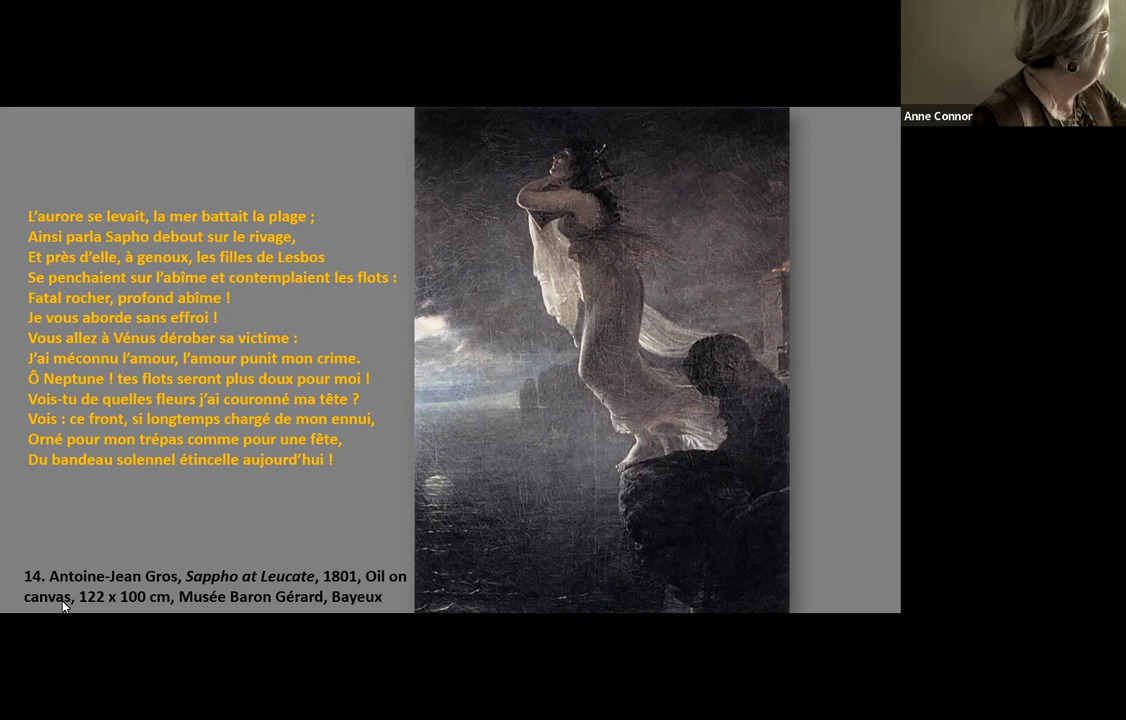 Anne Connor
L’aurore se levait, la mer battait la plage ;
Ainsi parla Sapho debout sur le rivage,
Et près d’elle, à genoux, les filles de Lesbos
Se penchaient sur l’abîme et contemplaient les flots :
Fatal rocher, profond abîme !
Je vous aborde sans effroi !
Vous allez à Vénus dérober sa victime :
J’ai méconnu l’amour, l’amour punit mon crime.
Ô Neptune ! tes flots seront plus doux pour moi !
Vois-tu de quelles fleurs j’ai couronné ma tête ?
Vois : ce front, si longtemps chargé de mon ennui,
Orné pour mon trépas comme pour une fête,
Du bandeau solennel étincelle aujourd’hui !
14. Antoine-Jean Gros, Sappho at Leucate, 1801, Oil on
canvas, 122 x 100 cm, Musée Baron Gérard, Bayeux